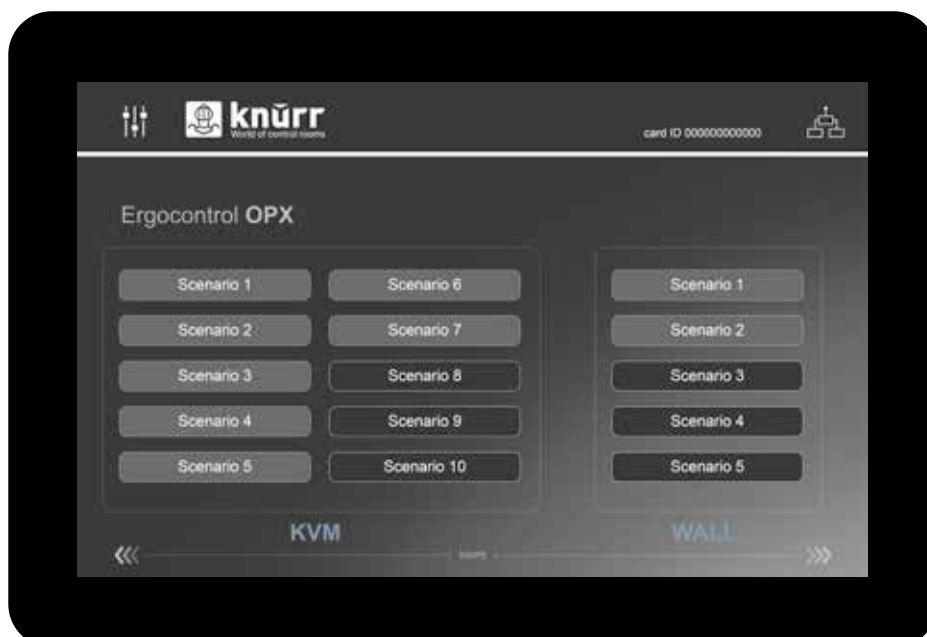 knürr
World of control rooms
card ID 000000000000
Ergocontrol OPX
Scenario 1
Scenario 2
Scenario 3
Scenario 4
Scenario 5
Scenario 6
Scenario 7
Scenario 8
Scenario 9
Scenario 10
KVM
Scenario 1
Scenario 2
Scenario 3
Scenario 4
Scenario 5
WALL